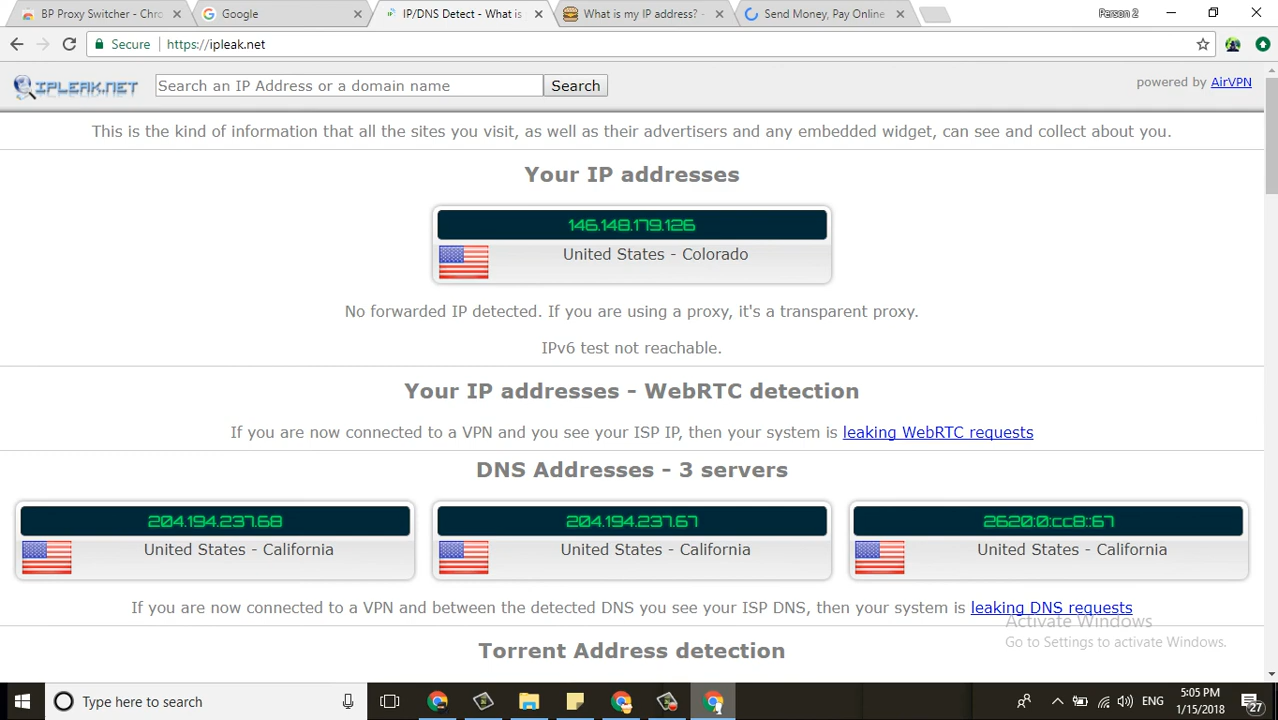 BP Proxy Switcher - Chro
Google
IP/DNS Detect - What is
What is my IP address? -
Send Money, Pay Online
Person 2
Secure
https://ipleak.net
IPLEAK.NET
Search an IP Address or a domain name
Search
powered by AirVPN
This is the kind of information that all the sites you visit, as well as their advertisers and any embedded widget, can see and collect about you.
Your IP addresses
146.148.179.126
United States - Colorado
No forwarded IP detected. If you are using a proxy, it's a transparent proxy.
IPv6 test not reachable.
Your IP addresses - WebRTC detection
If you are now connected to a VPN and you see your ISP IP, then your system is leaking WebRTC requests
DNS Addresses - 3 servers
204.194.237.68
204.194.237.67
2620:0:cc8::67
United States - California
United States - California
United States - California
If you are now connected to a VPN and between the detected DNS you see your ISP DNS, then your system is leaking DNS requests
Activate Windows
Go to Settings to activate Windows.
Torrent Address detection
Type here to search
ENG
5:05 PM
1/15/2018
27